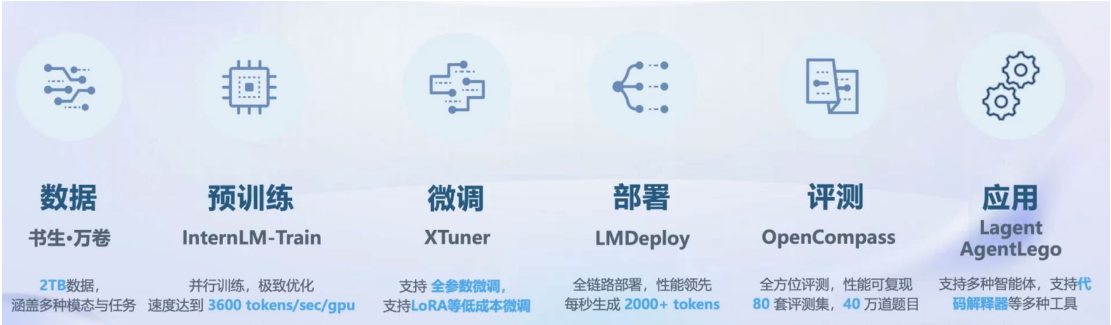 数据
书生·万卷
2TB数据，
涵盖多种模态与任务
预训练
InternLM-Train
并行训练，极致优化
速度达到 3600 tokens/sec/gpu
微调
XTuner
支持 全参数微调，
支持LoRA等低成本微调
部署
LMDeploy
全链路部署，性能领先
每秒生成 2000+ tokens
评测
OpenCompass
全方位评测，性能可复现
80 套评测集，40 万道题目
应用
Lagent
AgentLego
支持多种智能体，支持代
码解释器等多种工具